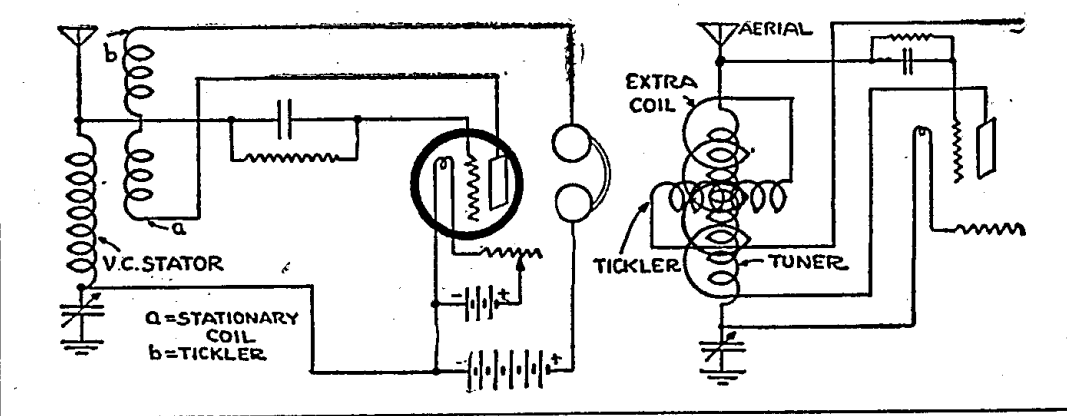 b
a
V.C. STATOR
a = STATIONARY
COIL
b = TICKLER
- +
- +
AERIAL
EXTRA
COIL
TICKLER
TUNER